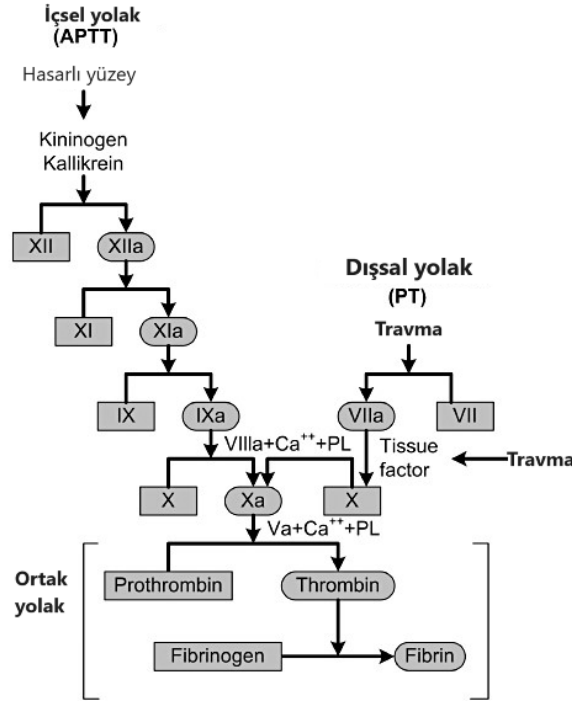 İçsel yolak
(APTT)
Hasarlı yüzey
Kininogen
Kallikrein
XII
XIIa
XI
XIa
Dışsal yolak
(PT)
Travma
IX
IXa
VIIa
VII
VIIIa+Ca⁺⁺+PL
Tissue
factor
Travma
X
Xa
X
Va+Ca⁺⁺+PL
Ortak
yolak
Prothrombin
Thrombin
Fibrinogen
Fibrin